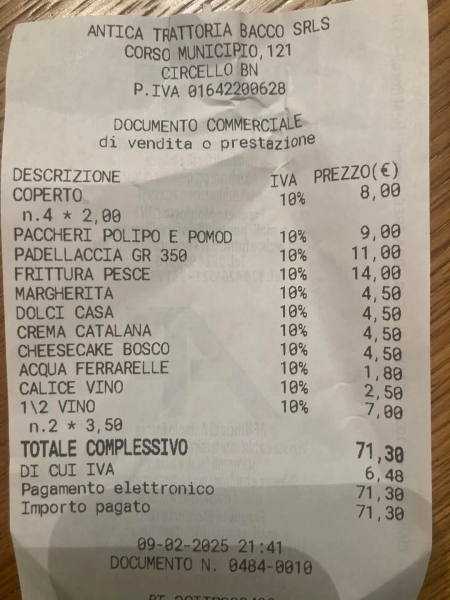 ANTICA TRATTORIA BACCO SRLS
CORSO MUNICIPIO,121
CIRCELLO BN
P.IVA 01642200628
DOCUMENTO COMMERCIALE
di vendita o prestazione
DESCRIZIONE IVA PREZZO(€)
COPERTO 10% 8,00
n.4 * 2,00
PACCHERI POLIPO E POMOD 10% 9,00
PADELLACCIA GR 350 10% 11,00
FRITTURA PESCE 10% 14,00
MARGHERITA 10% 4,50
DOLCI CASA 10% 4,50
CREMA CATALANA 10% 4,50
CHEESECAKE BOSCO 10% 4,50
ACQUA FERRARELLE 10% 1,80
CALICE VINO 10% 2,50
1\2 VINO 10% 7,00
n.2 * 3,50
TOTALE COMPLESSIVO 71,30
DI CUI IVA 6,48
Pagamento elettronico 71,30
Importo pagato 71,30
09-02-2025 21:41
DOCUMENTO N. 0484-0010